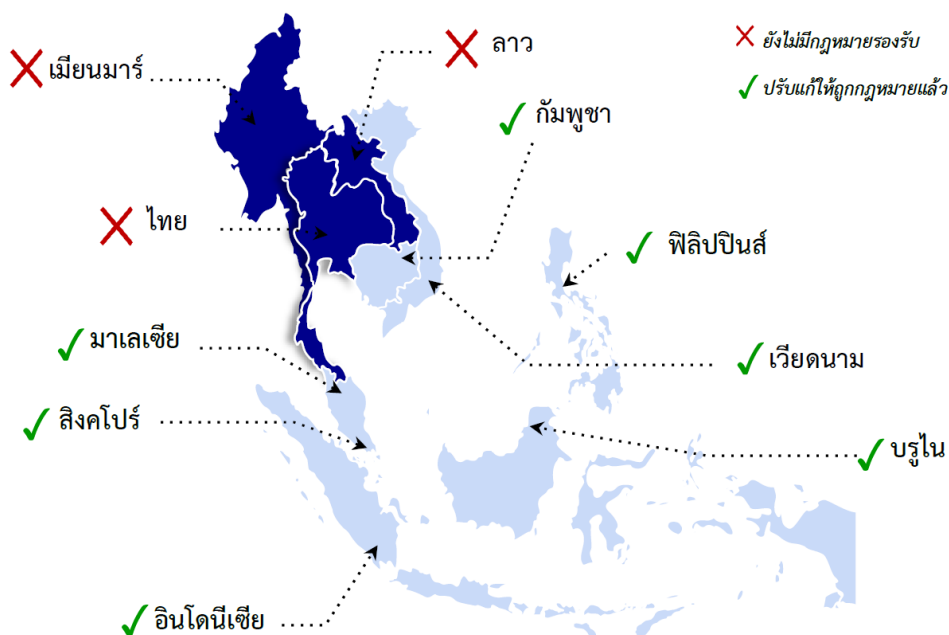 ลาว
ยังไม่มีกฎหมายรองรับ
เมียนมาร์
ปรับแก้ให้ถูกกฎหมายแล้ว
กัมพูชา
ไทย
ฟิลิปปินส์
มาเลเซีย
เวียดนาม
สิงคโปร์
บรูไน
อินโดนีเซีย